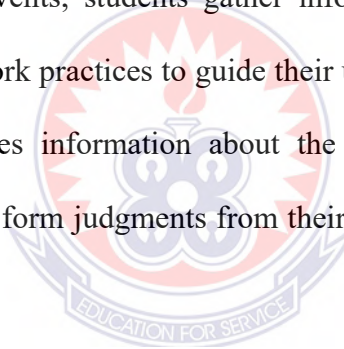 vents, students gather info
ork practices to guide their
es information about the
form judgments from their
EDUCATION FOR SERVICE